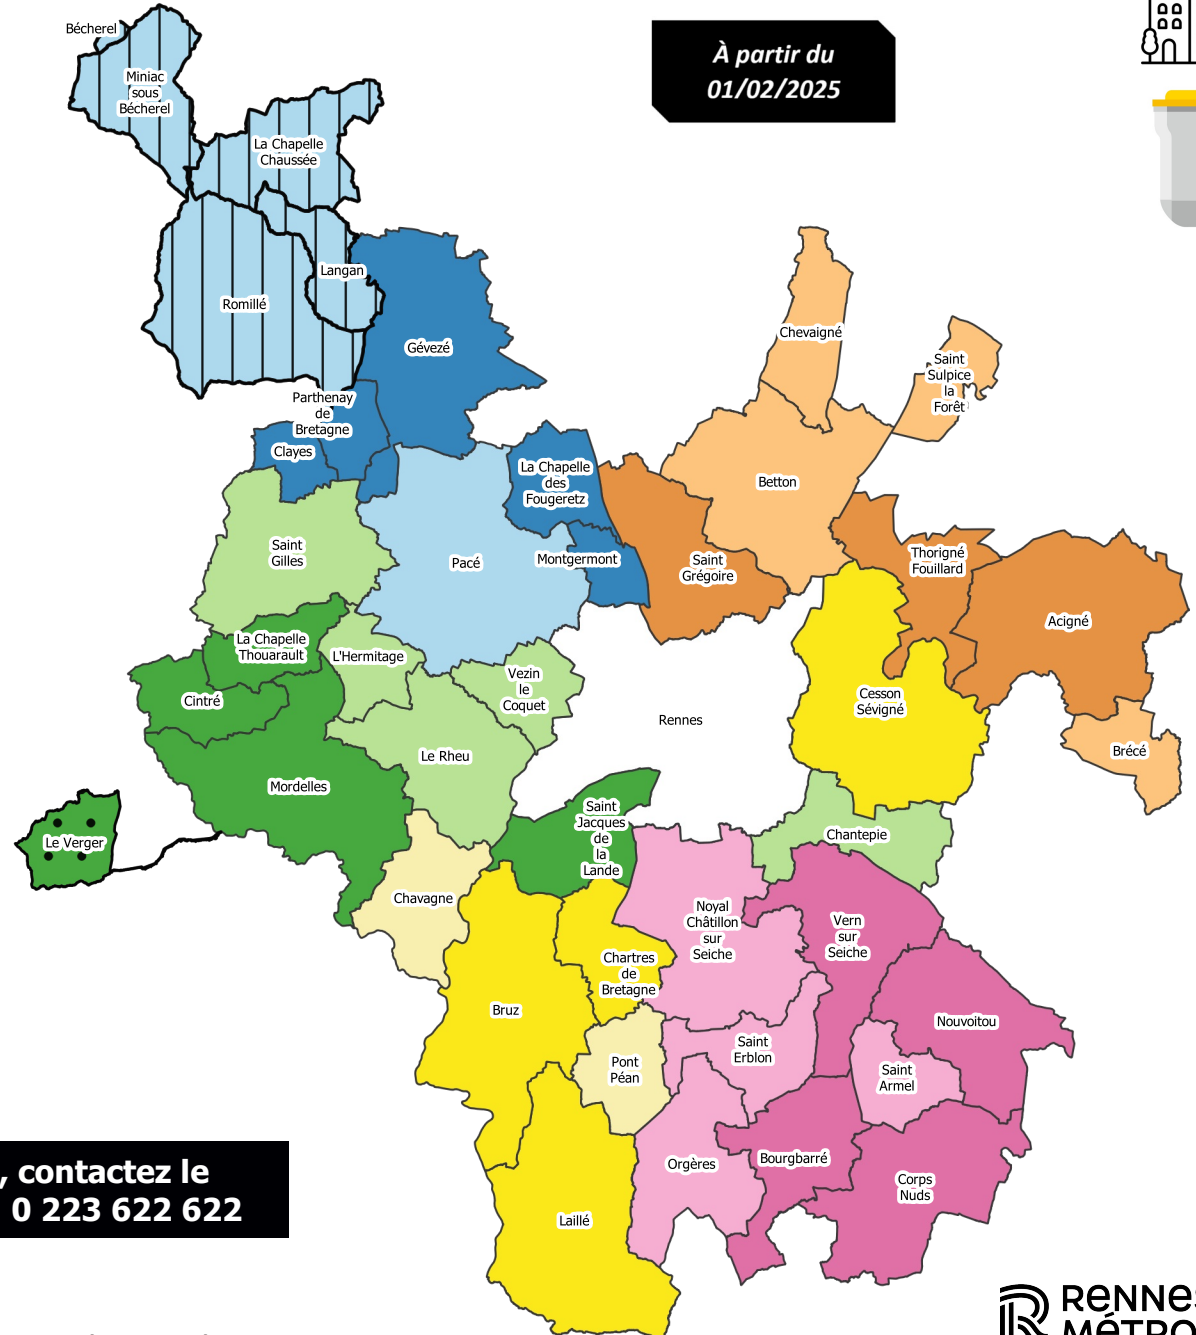 Bécherel
À partir du
01/02/2025
Miniac
sous
Bécherel
La Chapelle
Chaussée
Langan
Romillé
Gévezé
Chevaigné
Saint
Sulpice
la
Forêt
Parthenay
de
Bretagne
Clayes
La Chapelle
des
Fougeretz
Betton
Saint
Gilles
Pacé
Montgermont
Saint
Grégoire
Thorigné
Fouillard
Acigné
La Chapelle
Thouarault
L'Hermitage
Vezin
le
Coquet
Cintré
Rennes
Cesson
Sévigné
Le Rheu
Brécé
Mordelles
Le Verger
Saint
Jacques
de
la
Lande
Chantepie
Chavagne
Noyal
Châtillon
sur
Seiche
Vern
sur
Seiche
Chartres
de
Bretagne
Bruz
Nouvoitou
Saint
Erblon
Pont
Péan
Saint
Armel
Orgères
Bourgbarré
Corps
Nuds
Laillé
, contactez le
0 223 622 622
RENNES
MÉTRO